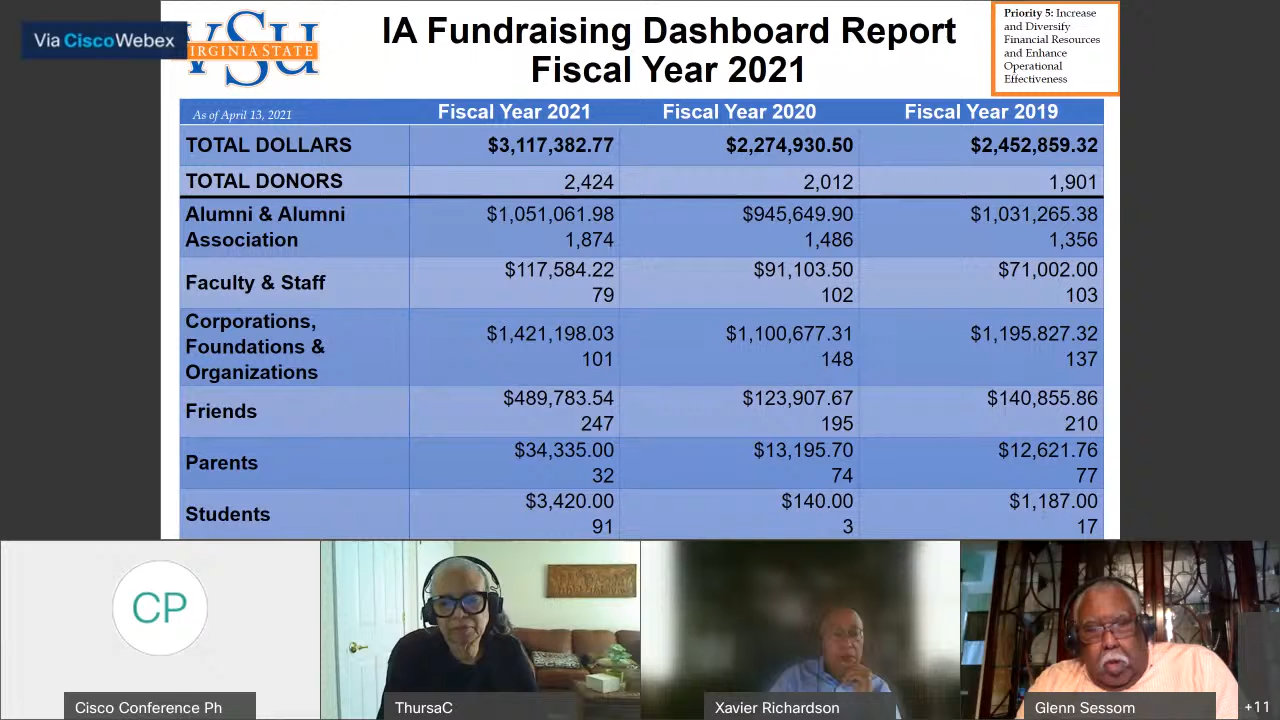 Via Cisco Webex
VSU
VIRGINIA STATE
IA Fundraising Dashboard Report
Fiscal Year 2021
Priority 5: Increase
and Diversify
Financial Resources
and Enhance
Operational
Effectiveness
As of April 13, 2021 Fiscal Year 2021 Fiscal Year 2020 Fiscal Year 2019
TOTAL DOLLARS $3,117,382.77 $2,274,930.50 $2,452,859.32
TOTAL DONORS 2,424 2,012 1,901
Alumni & Alumni $1,051,061.98 $945,649.90 $1,031,265.38
Association 1,874 1,486 1,356
Faculty & Staff
$117,584.22 $91,103.50 $71,002.00
79 102 103
Corporations,
Foundations &
Organizations
$1,421,198.03 $1,100,677.31 $1,195.827.32
101 148 137
Friends
$489,783.54 $123,907.67 $140,855.86
247 195 210
Parents
$34,335.00 $13,195.70 $12,621.76
32 74 77
Students
$3,420.00 $140.00 $1,187.00
91 3 17
CP
Cisco Conference Ph ThursaC Xavier Richardson Glenn Sessom +11